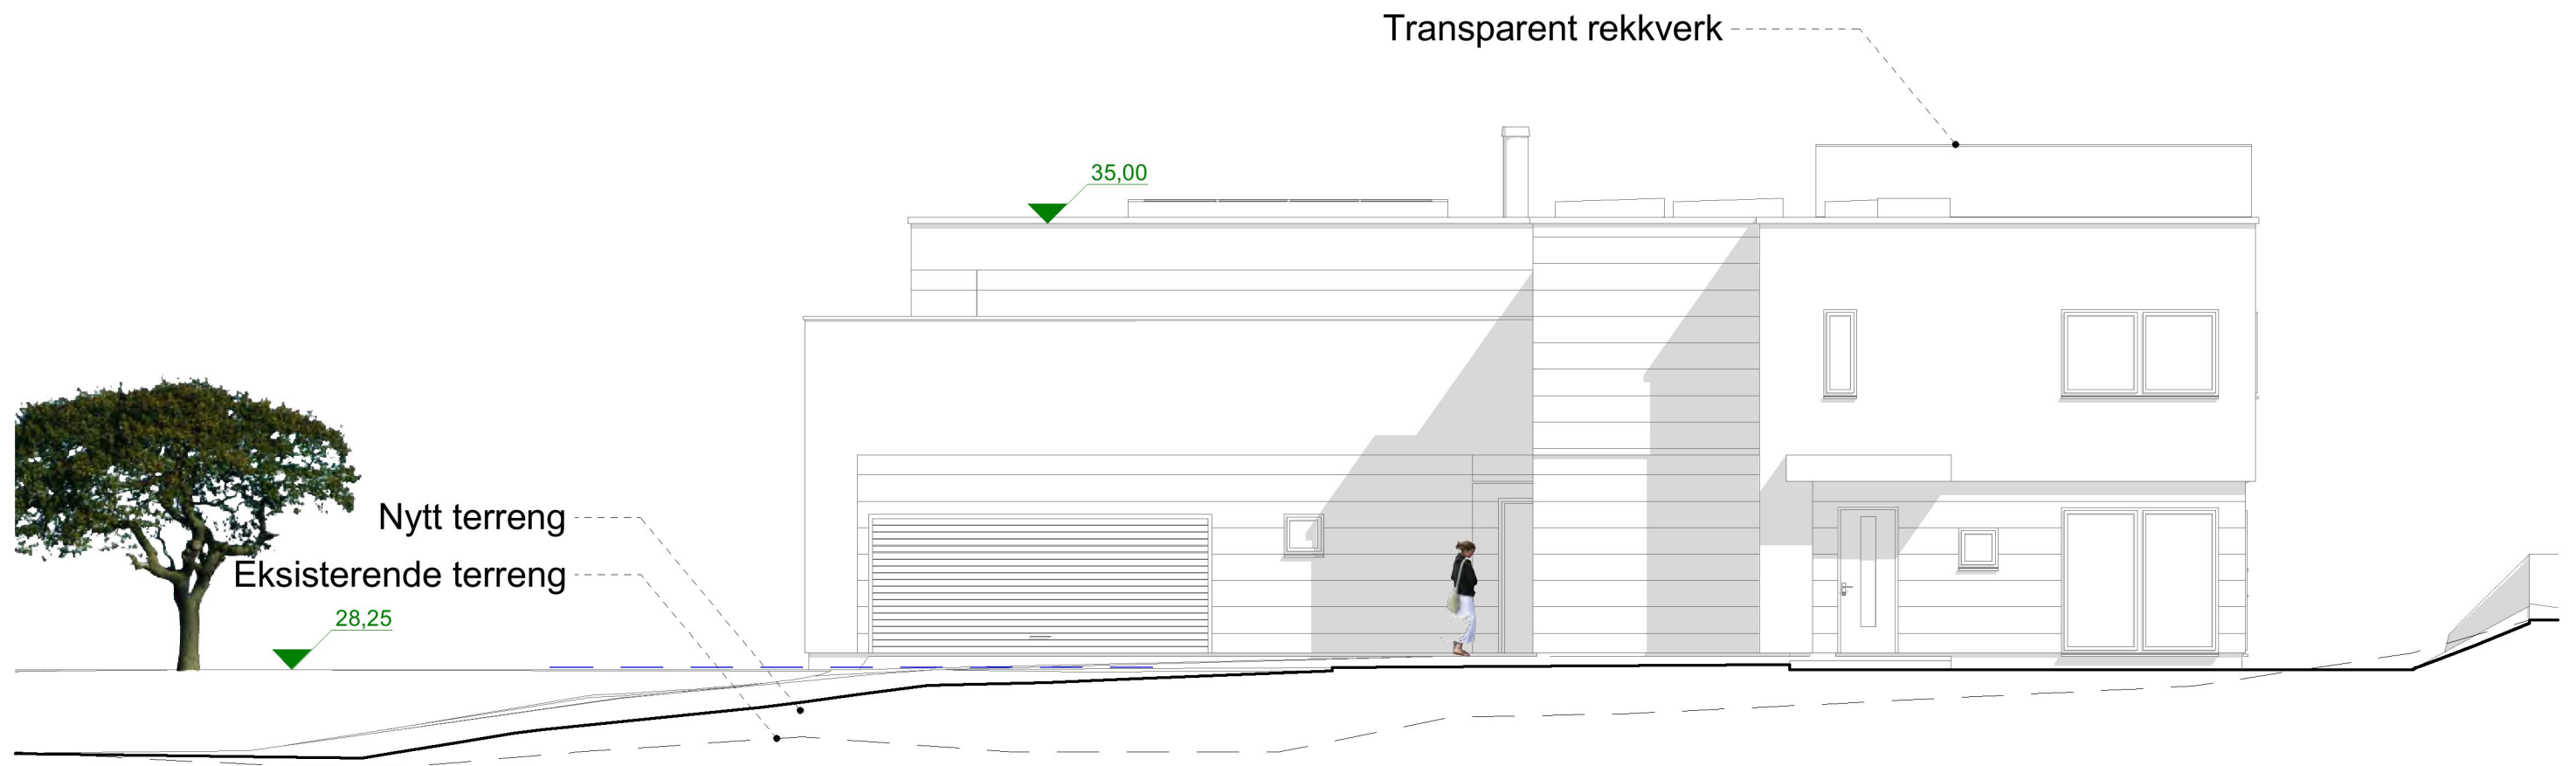 Transparent rekkverk
35,00
Nytt terreng
Eksisterende terreng
28,25